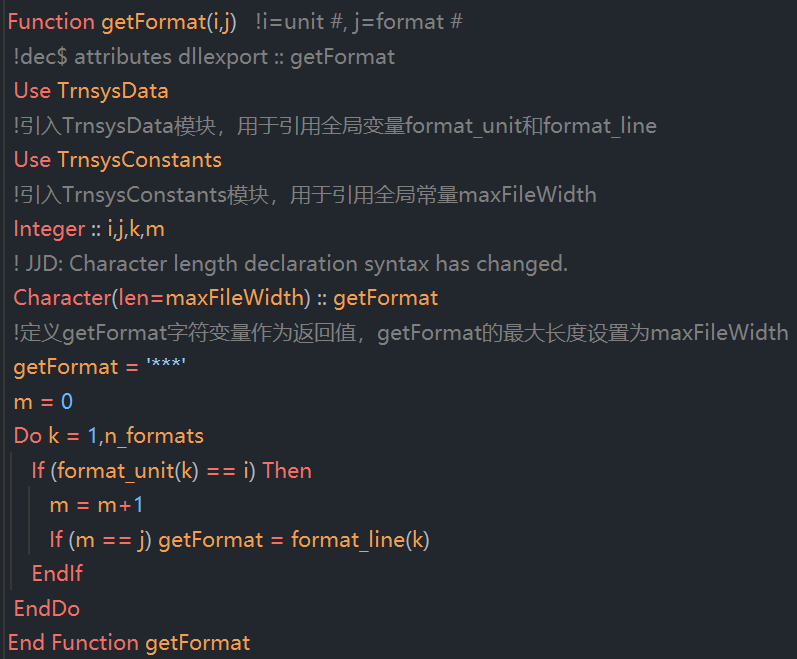 Function getFormat(i,j)   !i=unit #, j=format #
!dec$ attributes dllexport :: getFormat
Use TrnsysData
!引入TrnsysData模块，用于引用全局变量format_unit和format_line
Use TrnsysConstants
!引入TrnsysConstants模块，用于引用全局常量maxFileWidth
Integer :: i,j,k,m
! JJD: Character length declaration syntax has changed.
Character(len=maxFileWidth) :: getFormat
!定义getFormat字符变量作为返回值，getFormat的最大长度设置为maxFileWidth
getFormat = '***'
m = 0
Do k = 1,n_formats
If (format_unit(k) == i) Then
m = m+1
If (m == j) getFormat = format_line(k)
EndIf
EndDo
End Function getFormat